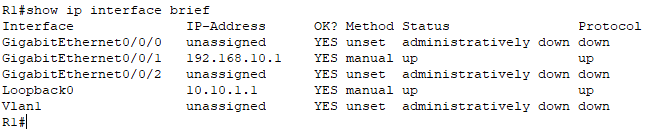 R1#show ip interface brief
Interface              IP-Address      OK? Method Status                Protocol
GigabitEthernet0/0/0   unassigned      YES unset  administratively down down
GigabitEthernet0/0/1   192.168.10.1    YES manual up                    up
GigabitEthernet0/0/2   unassigned      YES unset  administratively down down
Loopback0              10.10.1.1       YES manual up                    up
Vlan1                  unassigned      YES unset  administratively down down
R1#